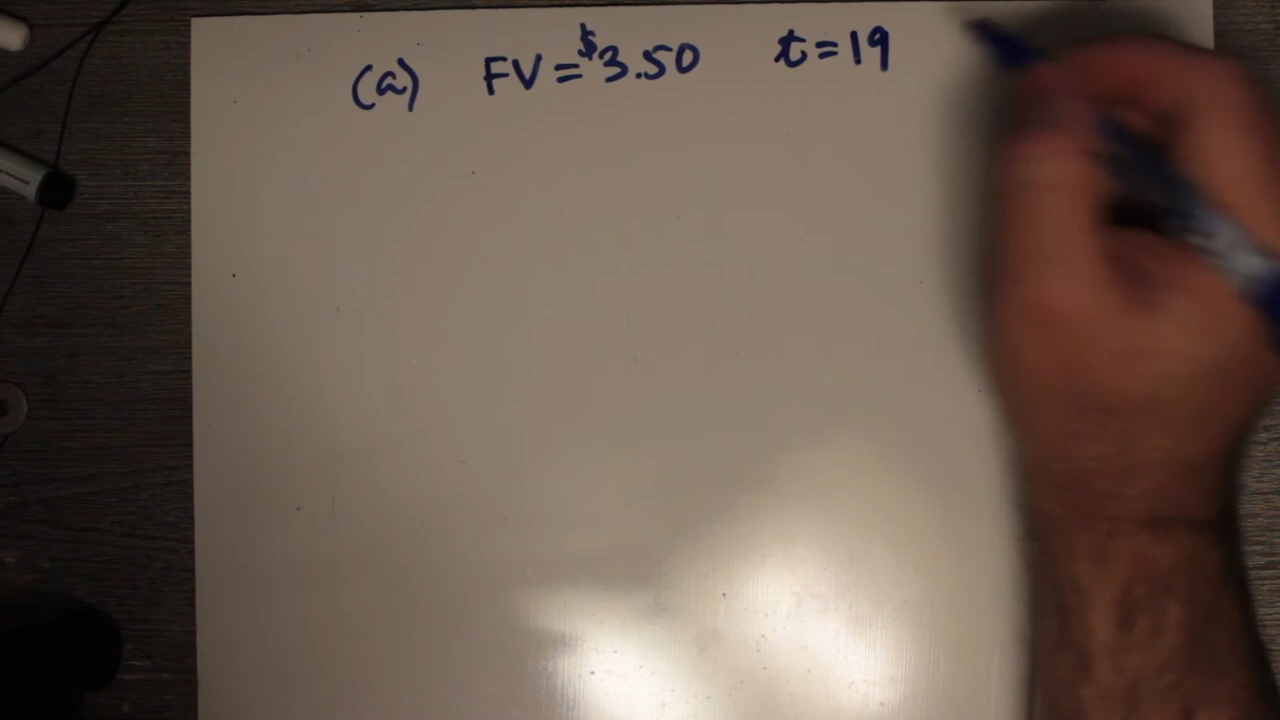 (a) FV = $3.50 t = 19